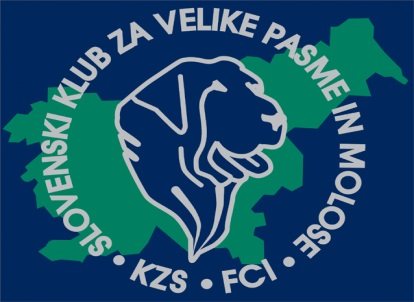 SLOVENSKI KLUB ZA VELIKE PASME IN MOLOSE
• KZS • FCI •